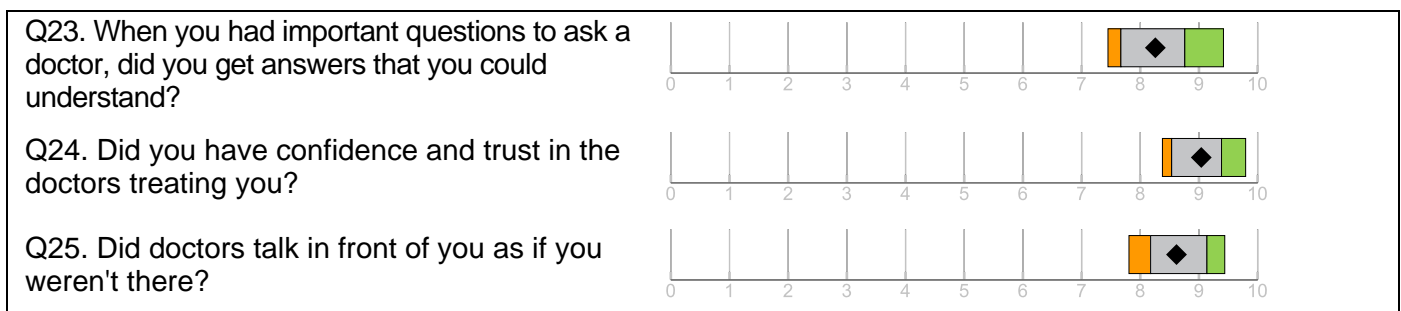 Q23. When you had important questions to ask a
doctor, did you get answers that you could
understand?
0 1 2 3 4 5 6 7 8 9 10
Q24. Did you have confidence and trust in the
doctors treating you?
0 1 2 3 4 5 6 7 8 9 10
Q25. Did doctors talk in front of you as if you
weren't there?
0 1 2 3 4 5 6 7 8 9 10